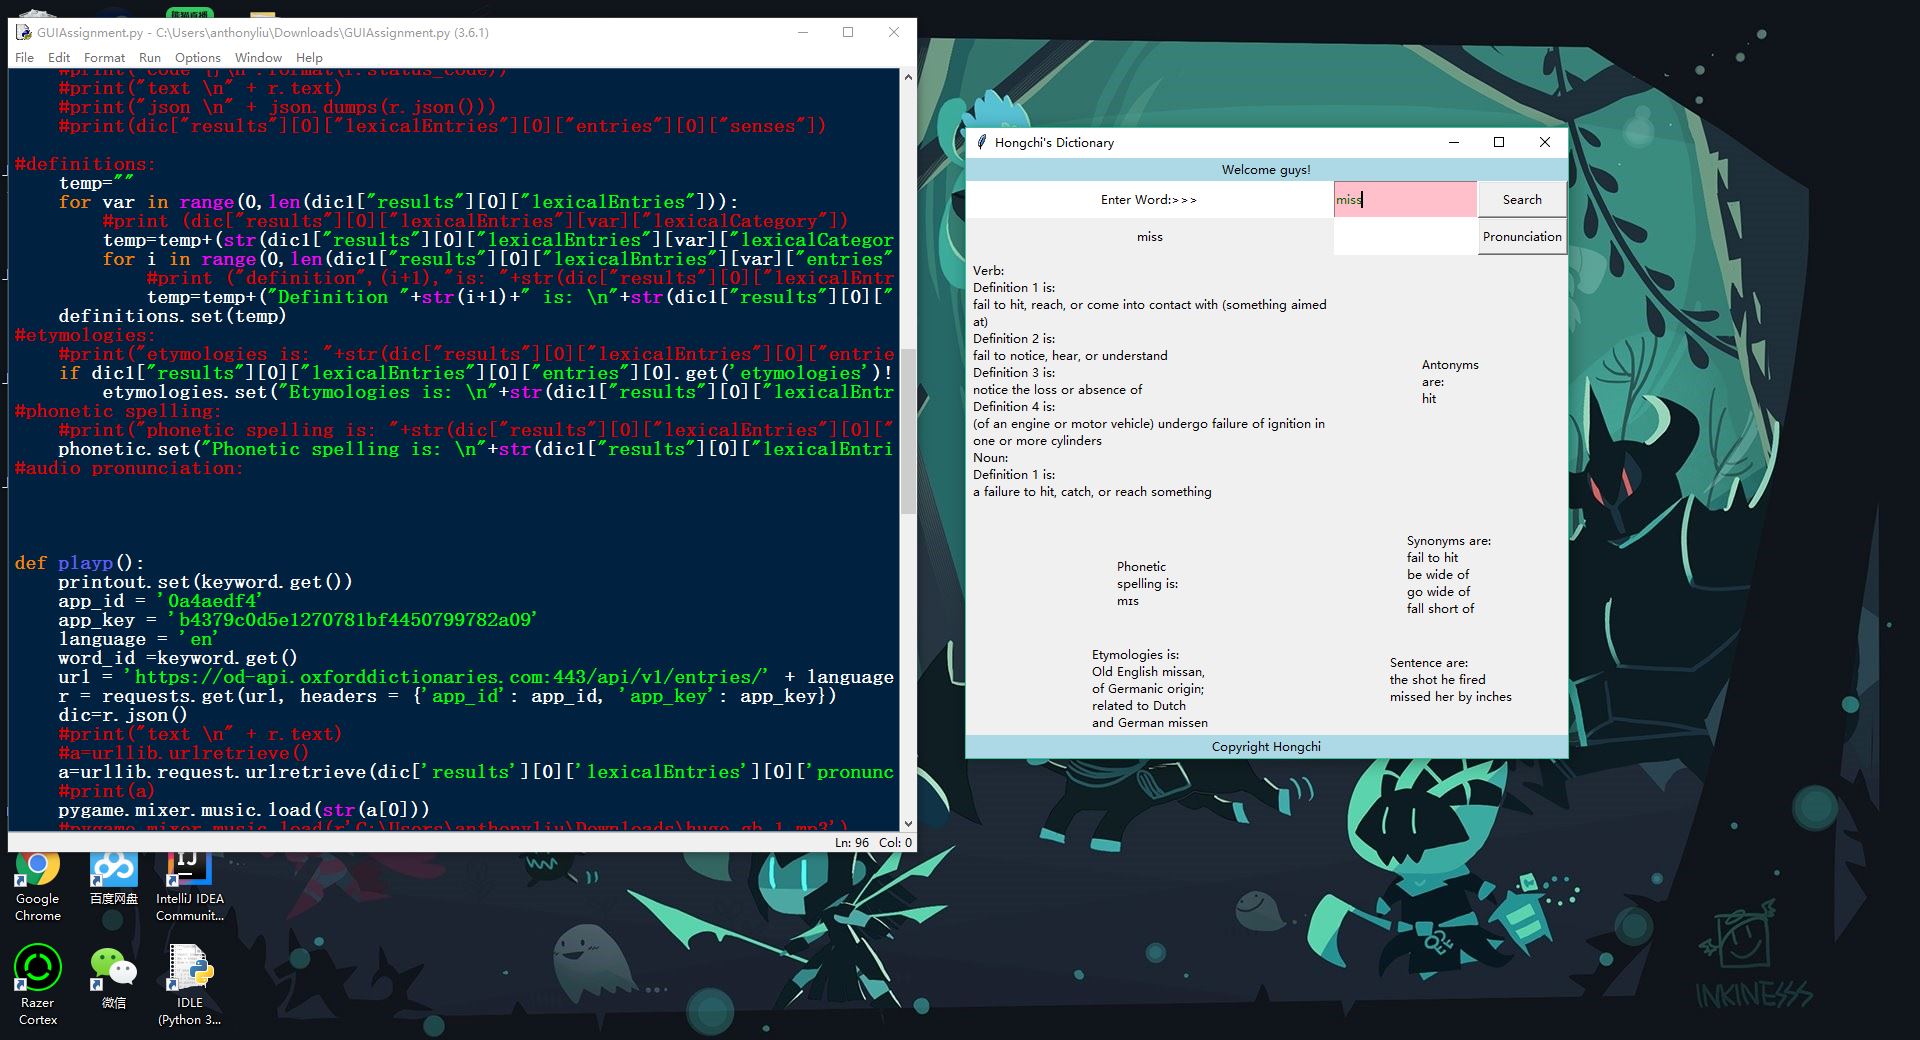 熊猫直播
GUIAssignment.py - C:\Users\anthonyliu\Downloads\GUIAssignment.py (3.6.1)
File Edit Format Run Options Window Help
#print("code {}\n".format(r.status_code))
#print("text \n" + r.text)
#print("json \n" + json.dumps(r.json()))
#print(dic["results"][0]["lexicalEntries"][0]["entries"][0]["senses"])
#definitions:
temp=""
for var in range(0,len(dic1["results"][0]["lexicalEntries"])):
#print (dic["results"][0]["lexicalEntries"][var]["lexicalCategory"])
temp=temp+(str(dic1["results"][0]["lexicalEntries"][var]["lexicalCategor
for i in range(0,len(dic1["results"][0]["lexicalEntries"][var]["entries"
#print ("definition",(i+1),"is: "+str(dic["results"][0]["lexicalEntr
temp=temp+("Definition "+str(i+1)+" is: \n"+str(dic1["results"][0]["
definitions.set(temp)
#etymologies:
#print("etymologies is: "+str(dic["results"][0]["lexicalEntries"][0]["entrie
if dic1["results"][0]["lexicalEntries"][0]["entries"][0].get('etymologies')!
etymologies.set("Etymologies is: \n"+str(dic1["results"][0]["lexicalEntr
#phonetic spelling:
#print("phonetic spelling is: "+str(dic["results"][0]["lexicalEntries"][0]["
phonetic.set("Phonetic spelling is: \n"+str(dic1["results"][0]["lexicalEntri
#audio pronunciation:
def playp():
printout.set(keyword.get())
app_id = '0a4aedf4'
app_key = 'b4379c0d5e1270781bf4450799782a09'
language = 'en'
word_id =keyword.get()
url = 'https://od-api.oxforddictionaries.com:443/api/v1/entries/' + language
r = requests.get(url, headers = {'app_id': app_id, 'app_key': app_key})
dic=r.json()
#print("text \n" + r.text)
#a=urllib.urlretrieve()
a=urllib.request.urlretrieve(dic['results'][0]['lexicalEntries'][0]['pronunc
#print(a)
pygame.mixer.music.load(str(a[0]))
#pygame.mixer.music.load(r'C:\Users\anthonyliu\Downloads\huge_gb_1.mp3')
Ln: 96 Col: 0
Hongchi's Dictionary
Welcome guys!
Enter Word:>>>
miss
Search
miss
Pronunciation
Verb:
Definition 1 is:
fail to hit, reach, or come into contact with (something aimed
at)
Definition 2 is:
fail to notice, hear, or understand
Definition 3 is:
notice the loss or absence of
Definition 4 is:
(of an engine or motor vehicle) undergo failure of ignition in
one or more cylinders
Noun:
Definition 1 is:
a failure to hit, catch, or reach something
Antonyms
are:
hit
Phonetic
spelling is:
mɪs
Synonyms are:
fail to hit
be wide of
go wide of
fall short of
Etymologies is:
Old English missan,
of Germanic origin;
related to Dutch
and German missen
Sentence are:
the shot he fired
missed her by inches
Copyright Hongchi
Google
Chrome
百度网盘
IJ
IntelliJ IDEA
Communit...
Razer
Cortex
微信
IDLE
(Python 3...
INKINESSS